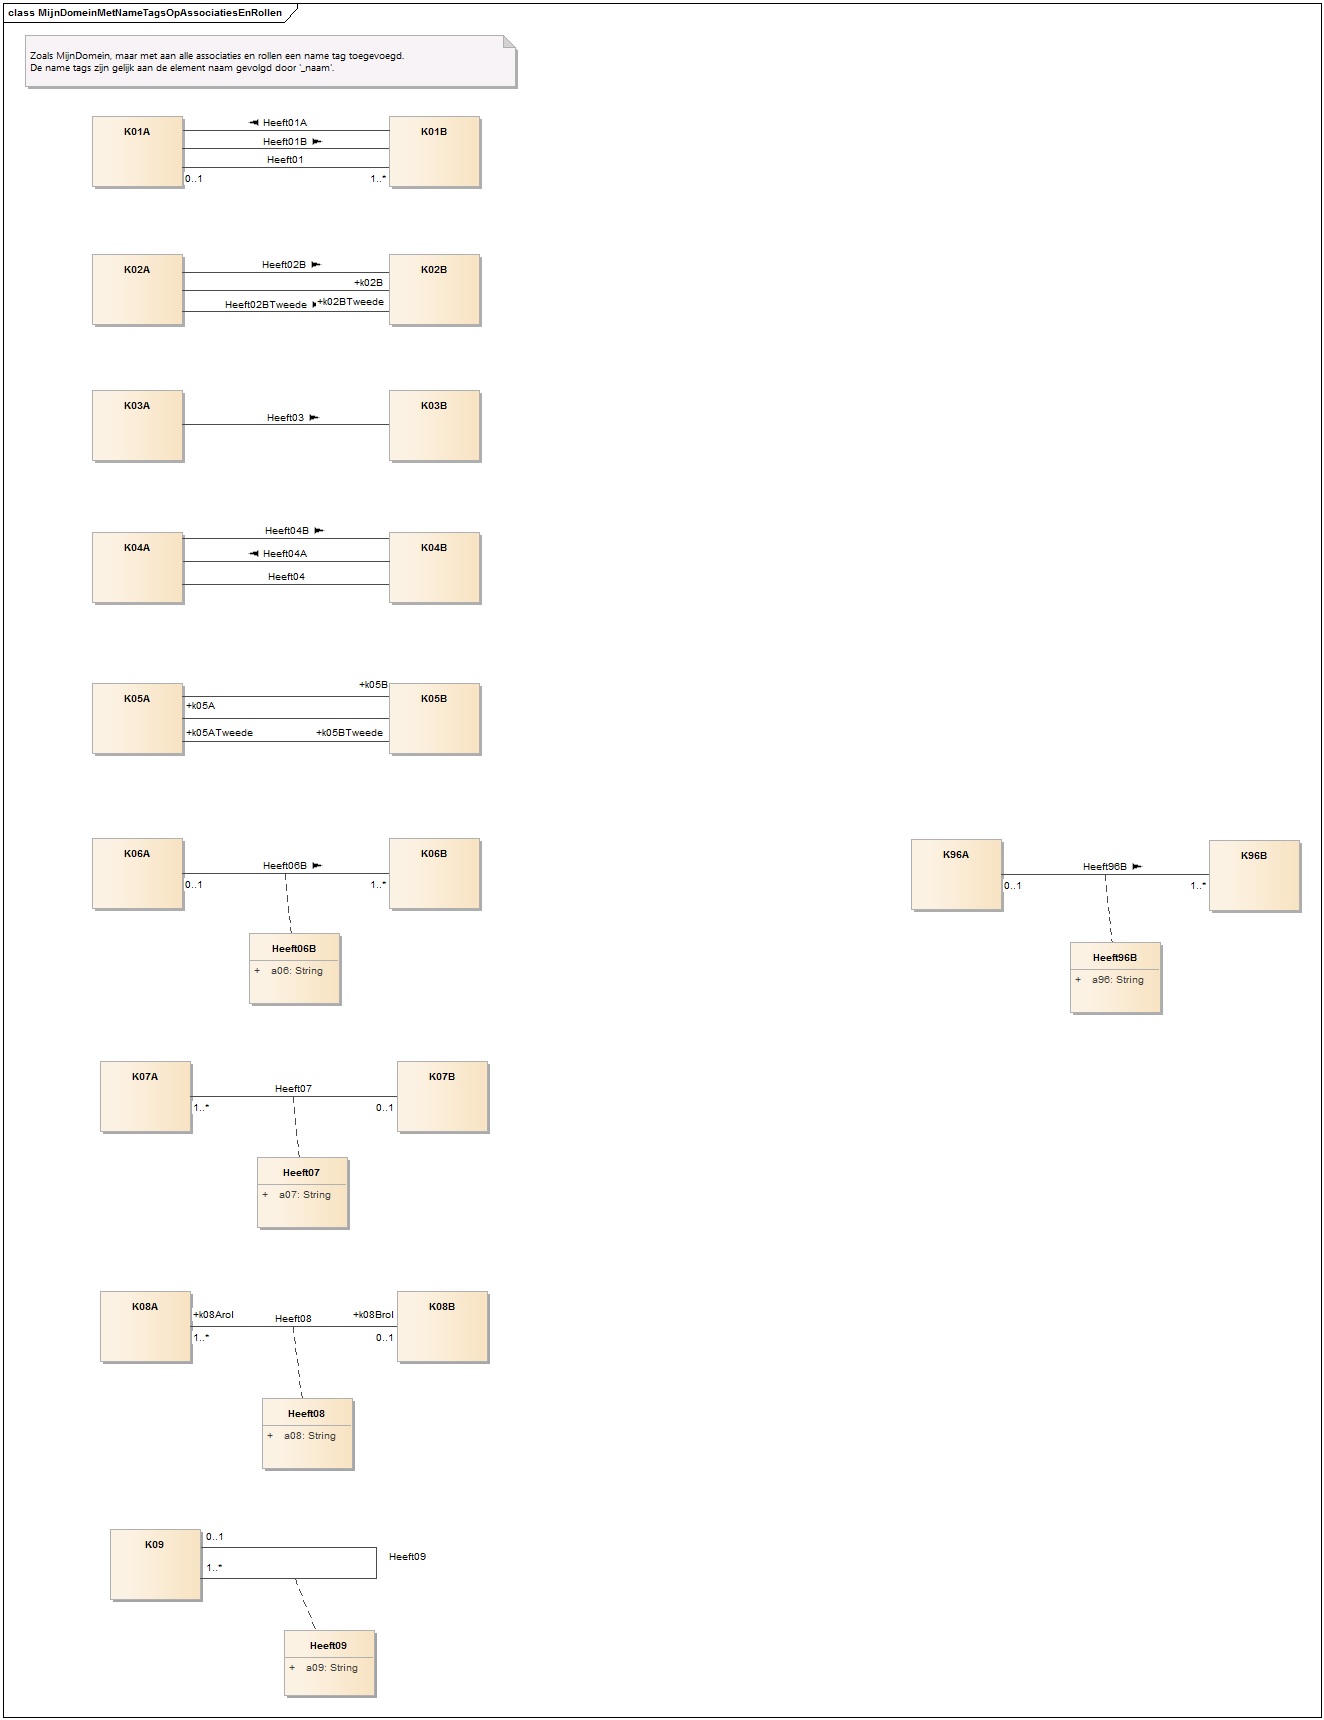 class MijnDomeinMetNameTagsOpAssociatiesEnRollen
Zoals MijnDomein, maar met aan alle associaties en rollen een name tag toegevoegd.
De name tags zijn gelijk aan de element naam gevolgd door '_naam'.
K01A
Heeft01A
K01B
Heeft01B
Heeft01
0..1
1..*
K02A
Heeft02B
K02B
+k02B
Heeft02BTweede
+k02BTweede
K03A
K03B
Heeft03
K04A
Heeft04B
K04B
Heeft04A
Heeft04
K05A
+k05B
K05B
+k05A
+k05ATweede
+k05BTweede
K06A
K06B
Heeft06B
0..1
1..*
Heeft06B
+ a06: String
K96A
K96B
Heeft96B
0..1
1..*
Heeft96B
+ a96: String
K07A
K07B
Heeft07
1..*
0..1
Heeft07
+ a07: String
K08A
K08B
+k08Arol
Heeft08
+k08Brol
1..*
0..1
Heeft08
+ a08: String
K09
0..1
Heeft09
1..*
Heeft09
+ a09: String